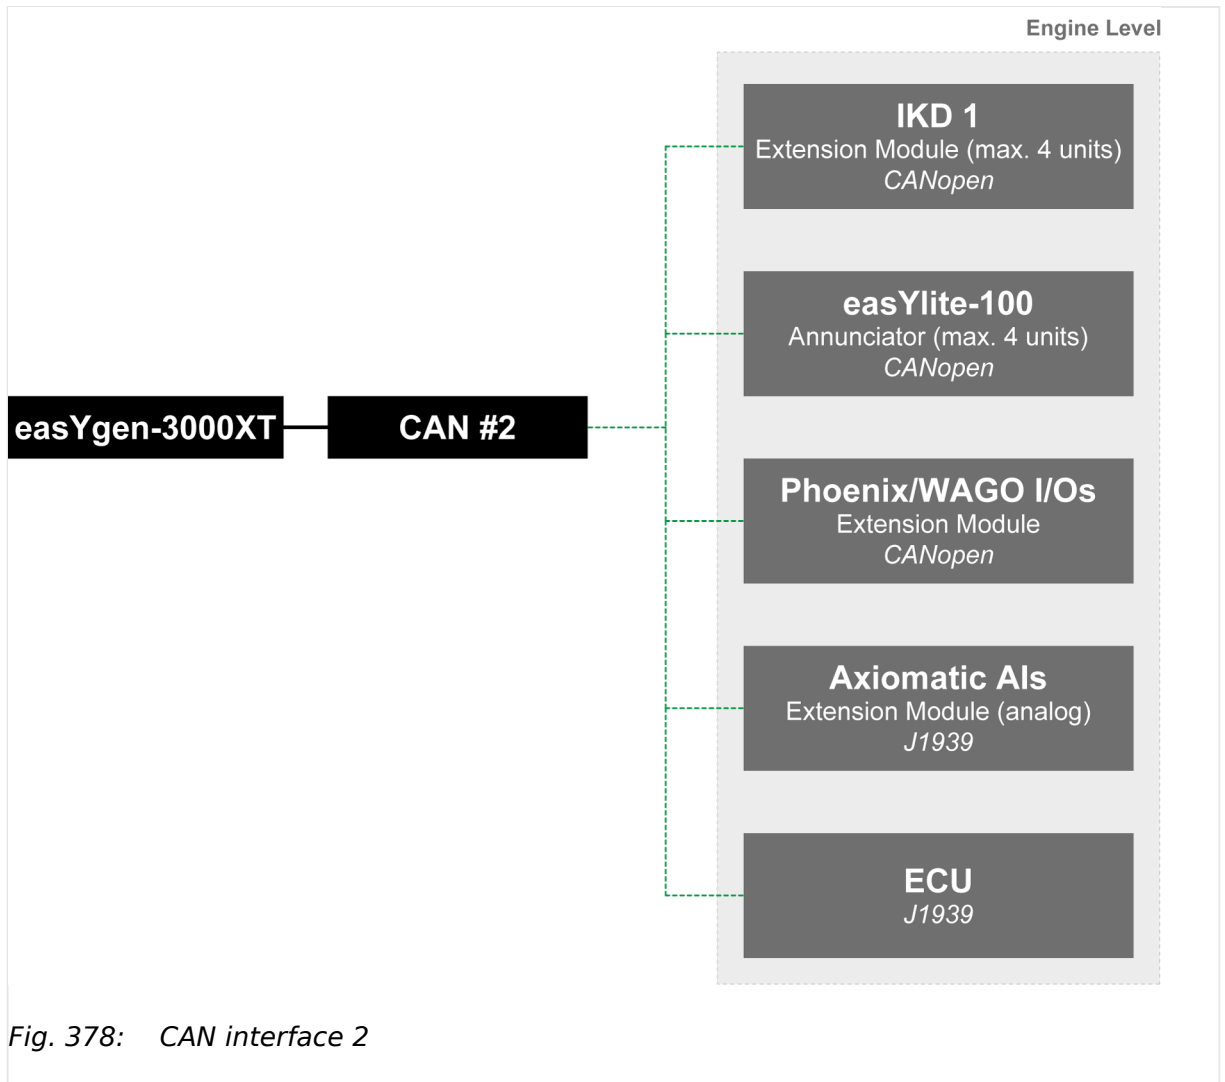 Engine Level
IKD 1
Extension Module (max. 4 units)
CANopen
easYlite-100
Annunciator (max. 4 units)
CANopen
easYgen-3000XT
CAN #2
Phoenix/WAGO I/Os
Extension Module
CANopen
Axiomatic AIs
Extension Module (analog)
J1939
ECU
J1939
Fig. 378: CAN interface 2